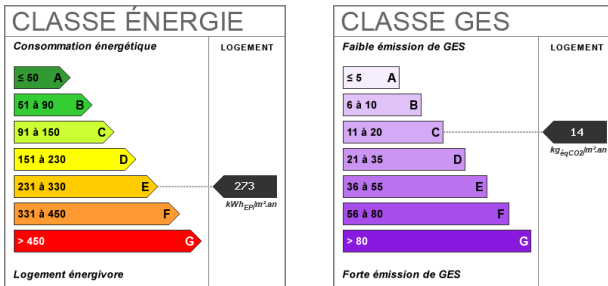 CLASSE ÉNERGIE
Consommation énergétique
LOGEMENT
≤ 50 A
51 à 90 B
91 à 150 C
151 à 230 D
231 à 330 E
273
kWhEP/m².an
331 à 450 F
> 450 G
Logement énergivore
CLASSE GES
Faible émission de GES
LOGEMENT
≤ 5 A
6 à 10 B
11 à 20 C
14
kgéqCO2/m².an
21 à 35 D
36 à 55 E
56 à 80 F
> 80 G
Forte émission de GES